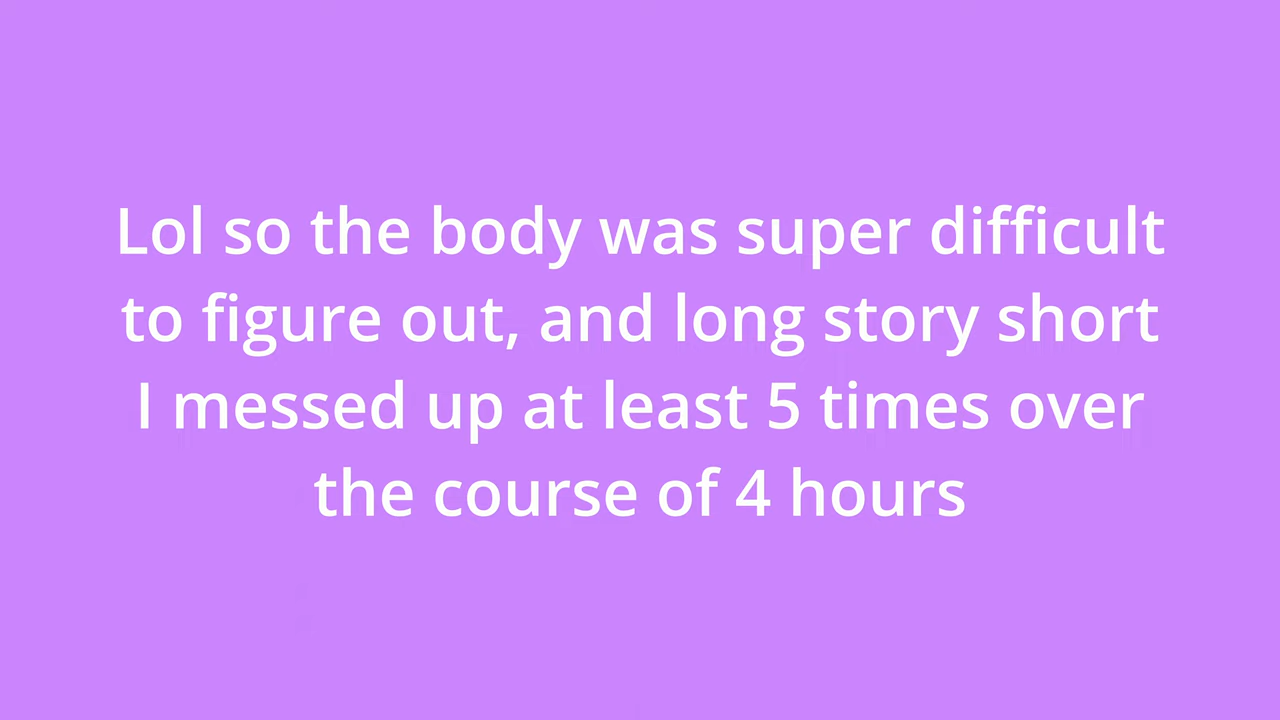 Lol so the body was super difficult
to figure out, and long story short
I messed up at least 5 times over
the course of 4 hours